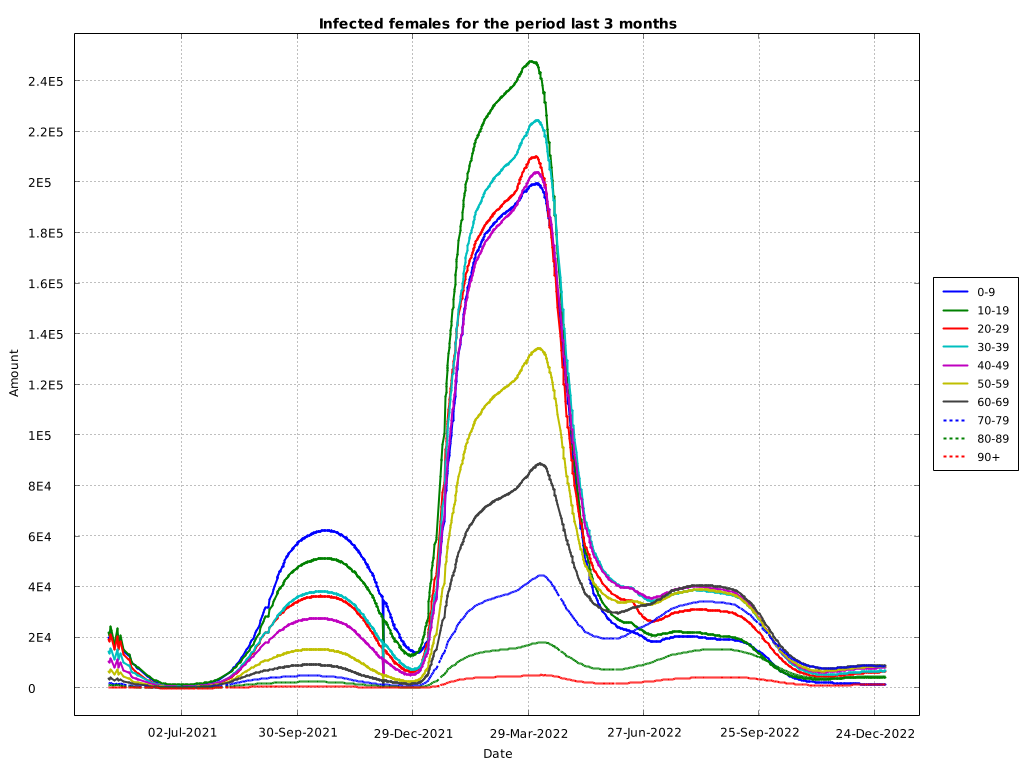 Infected females for the period last 3 months
2.4E5
2.2E5
2E5
1.8E5
1.6E5
1.4E5
1.2E5
1E5
8E4
6E4
4E4
2E4
0
Amount
02-Jul-2021
30-Sep-2021
29-Dec-2021
29-Mar-2022
27-Jun-2022
25-Sep-2022
24-Dec-2022
Date
0-9
10-19
20-29
30-39
40-49
50-59
60-69
70-79
80-89
90+